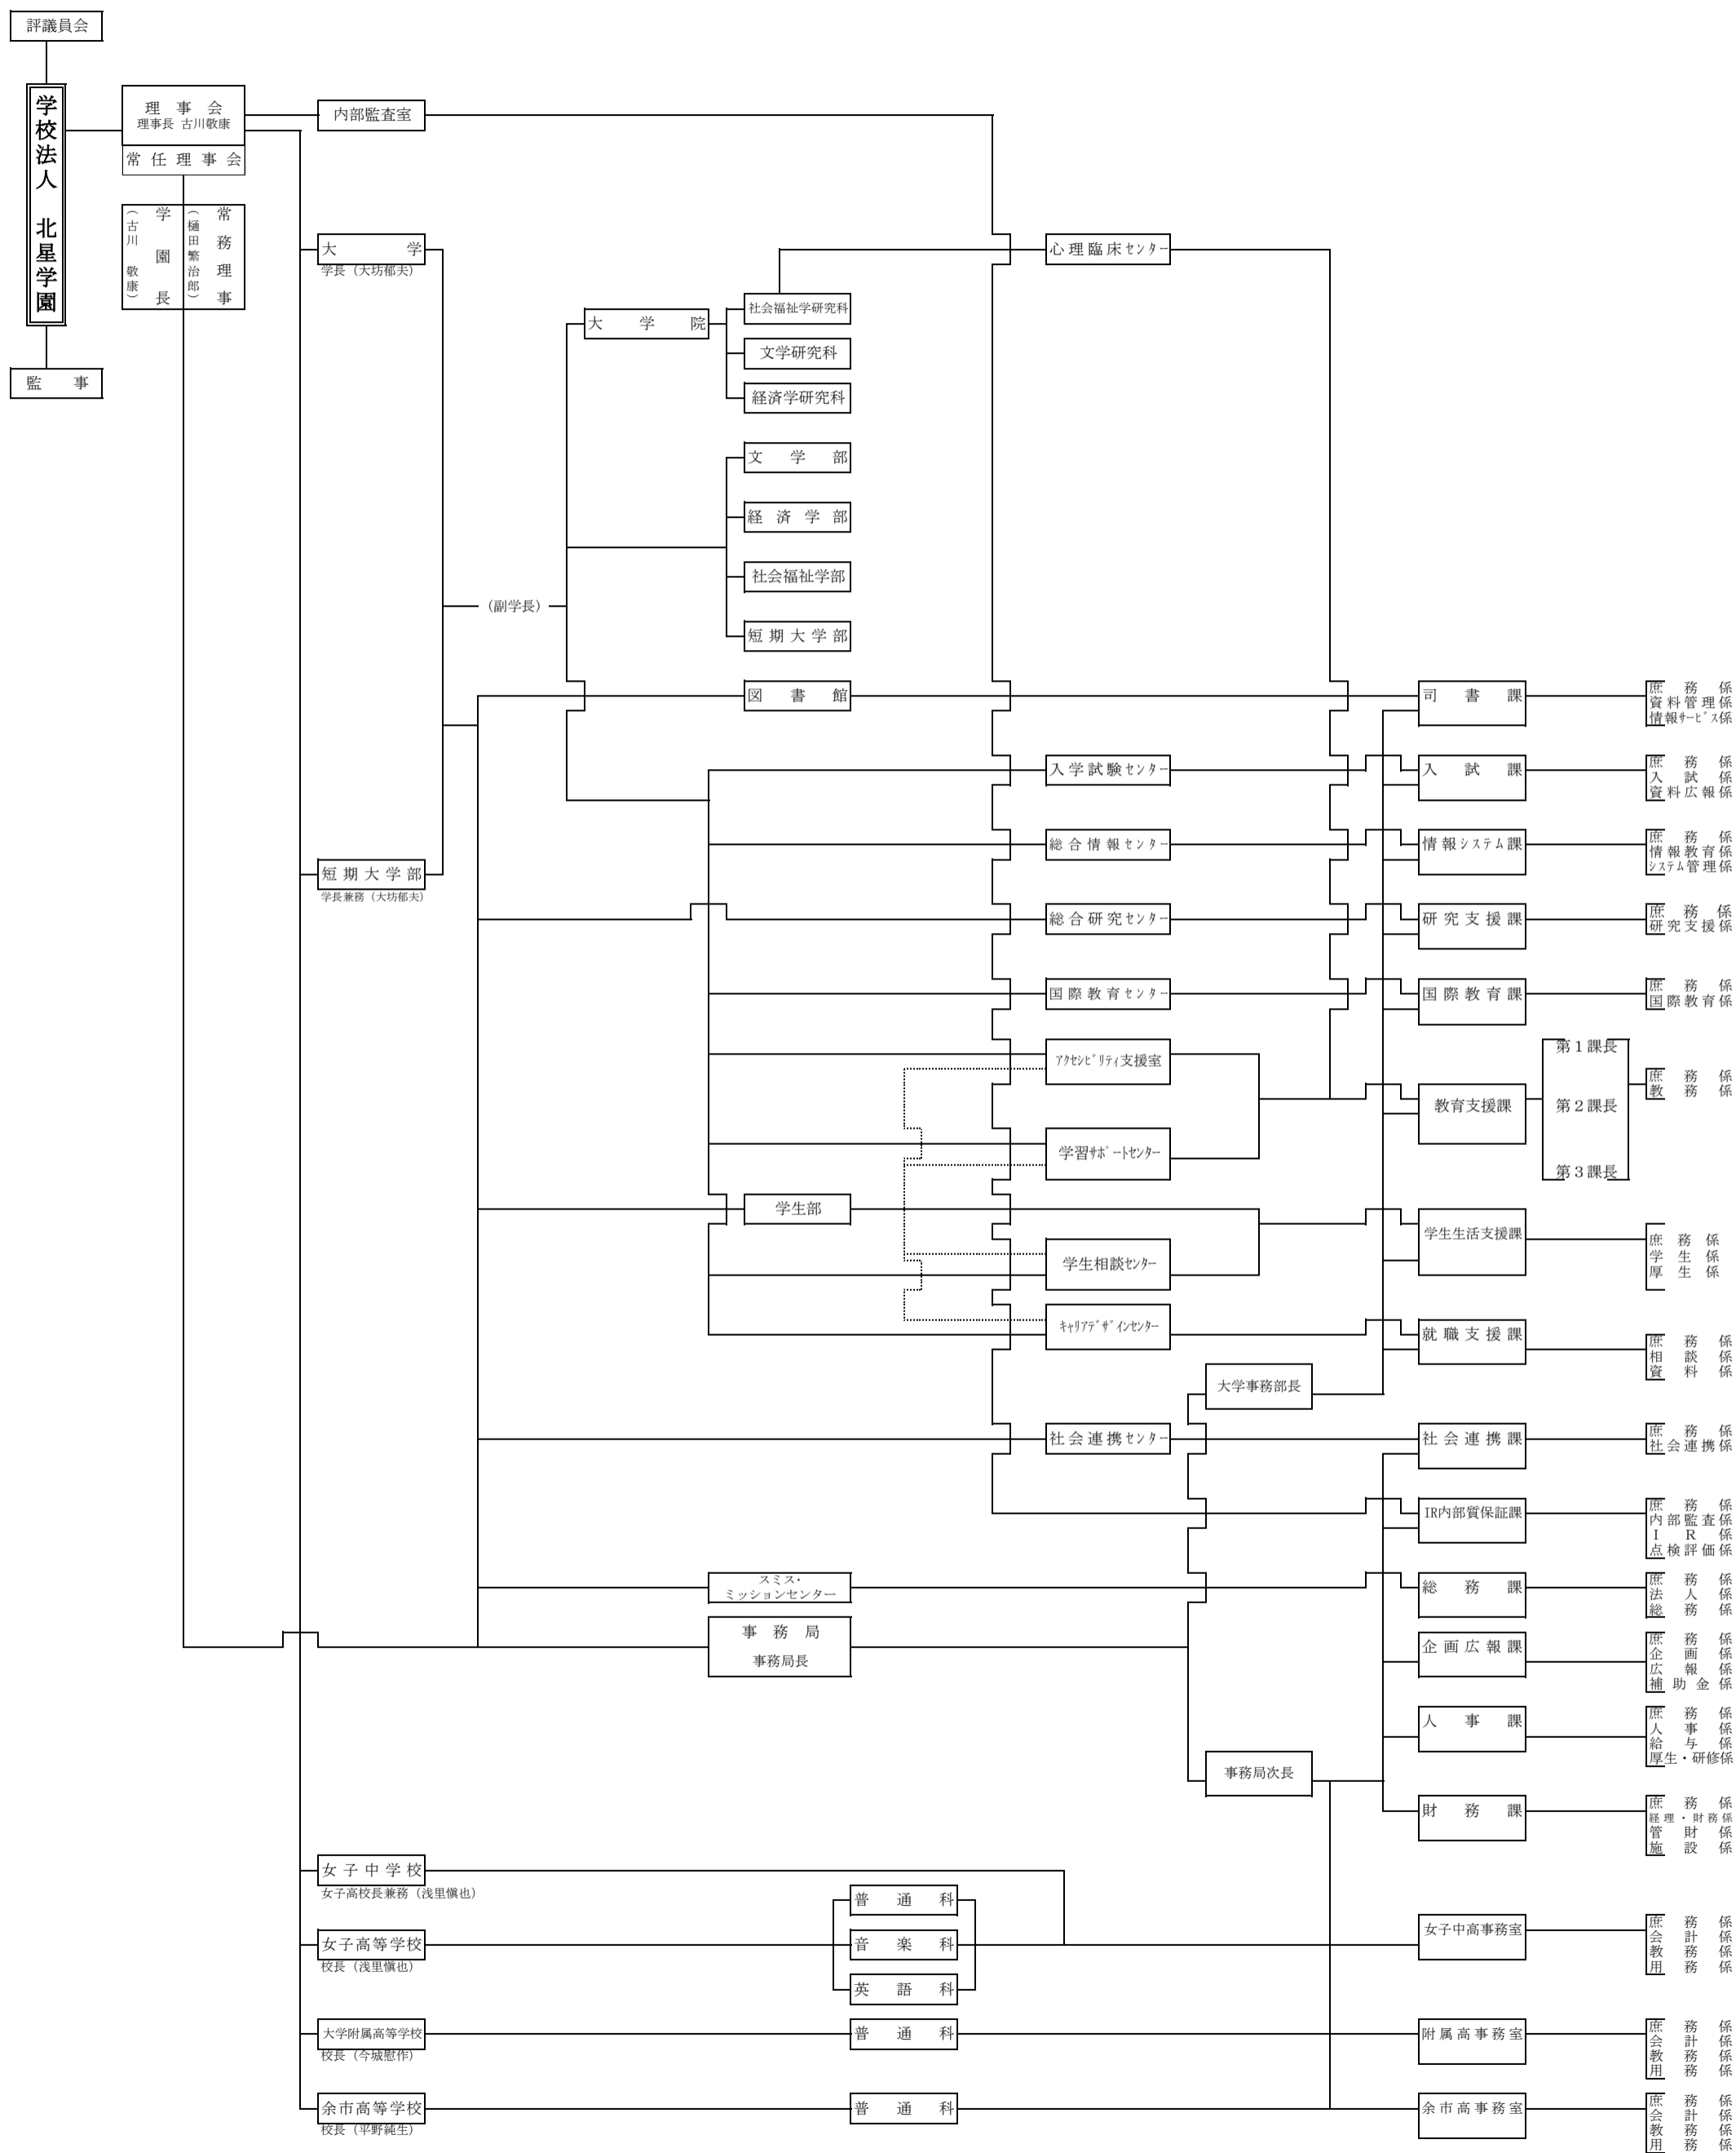 評議員会
学校法人 北星学園
監事
理事会
理事長 古川敬康
常任理事会
学園長
(古川 敬康)
常務理事
(樋田繁治郎)
内部監査室
大学
学長(大坊郁夫)
心理臨床センター
大学院
社会福祉学研究科
文学研究科
経済学研究科
文学部
経済学部
社会福祉学部
(副学長)
短期大学部
図書館
司書課
庶務係
資料管理係
情報サービス係
入学試験センター
入試課
庶務係
入試係
資料広報係
総合情報センター
情報システム課
庶務係
情報教育係
システム管理係
短期大学部
学長兼務(大坊郁夫)
総合研究センター
研究支援課
庶務係
研究支援係
国際教育センター
国際教育課
庶務係
国際教育係
アクセシビリティ支援室
学習サポートセンター
教育支援課
第1課長
第2課長
第3課長
庶務係
教務係
学生部
学生相談センター
学生生活支援課
庶務係
学生係
厚生係
キャリアデザインセンター
就職支援課
庶務係
相談係
資料係
大学事務部長
社会連携センター
社会連携課
庶務係
社会連携係
IR内部質保証課
庶務係
内部監査係
IR係
点検評価係
スミス・
ミッションセンター
総務課
庶務係
法人係
総務係
事務局
事務局長
企画広報課
庶務係
企画係
広報係
補助金係
人事課
庶務係
人事係
給与係
厚生・研修係
事務局次長
財務課
庶務係
経理・財務係
管財係
施設係
女子中学校
女子高校長兼務(浅里愼也)
女子高等学校
校長(浅里愼也)
普通科
音楽科
英語科
女子中高事務室
庶務係
会計係
教務係
用務係
大学附属高等学校
校長(今城慰作)
普通科
附属高事務室
庶務係
会計係
教務係
用務係
余市高等学校
校長(平野純生)
普通科
余市高事務室
庶務係
会計係
教務係
用務係